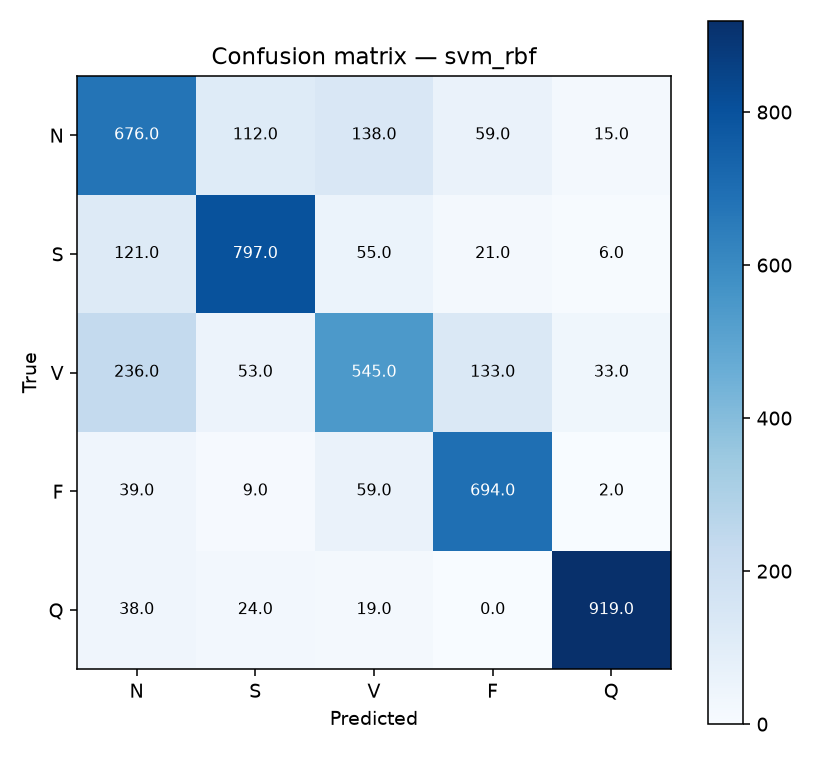 Confusion matrix — svm_rbf
N 676.0 112.0 138.0 59.0 15.0
S 121.0 797.0 55.0 21.0 6.0
V 236.0 53.0 545.0 133.0 33.0
F 39.0 9.0 59.0 694.0 2.0
Q 38.0 24.0 19.0 0.0 919.0
N S V F Q
Predicted
True
800
600
400
200
0